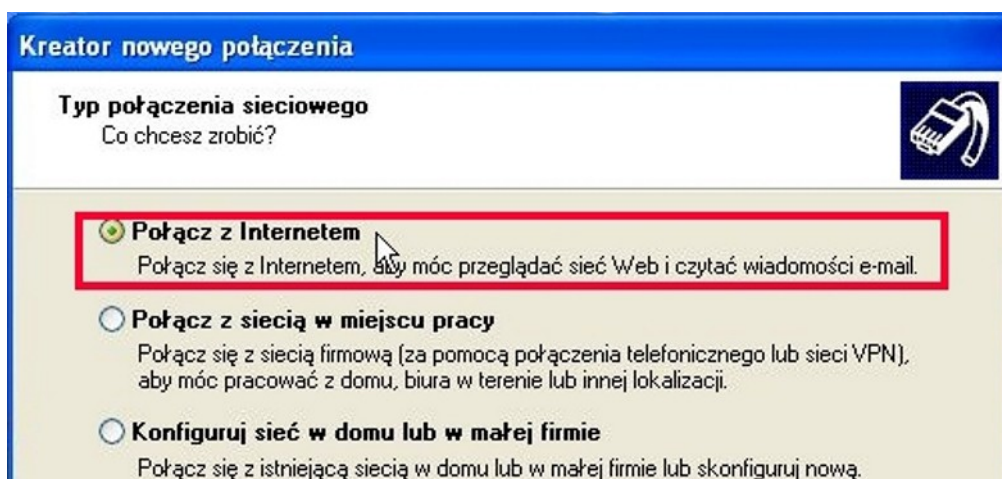 Kreator nowego połączenia
Typ połączenia sieciowego
Co chcesz zrobić?
Połącz z Internetem
Połącz się z Internetem, aby móc przeglądać sieć Web i czytać wiadomości e-mail.
Połącz z siecią w miejscu pracy
Połącz się z siecią firmową (za pomocą połączenia telefonicznego lub sieci VPN),
aby móc pracować z domu, biura w terenie lub innej lokalizacji.
Konfiguruj sieć w domu lub w małej firmie
Połącz się z istniejącą siecią w domu lub w małej firmie lub skonfiguruj nową.